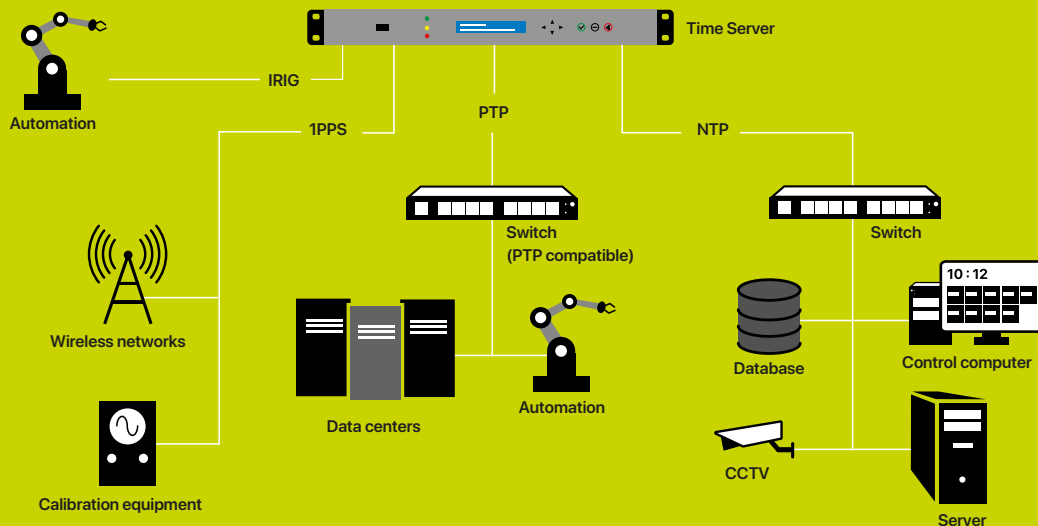 Time Server
IRIG
Automation
1PPS
PTP
NTP
Switch
(PTP compatible)
Switch
10:12
Wireless networks
Database
Control computer
Automation
Data centers
CCTV
Calibration equipment
Server